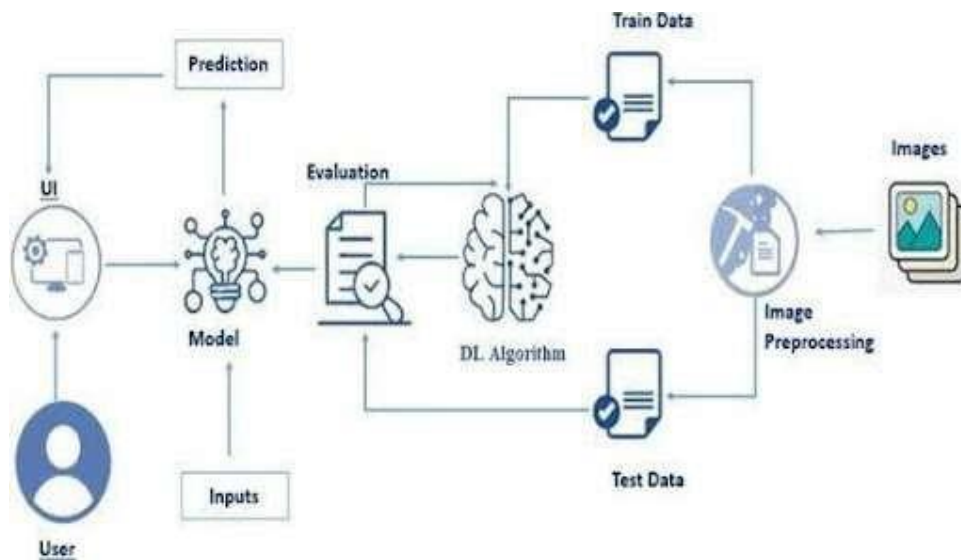 Train Data
Prediction
Images
Evaluation
UI
Image
Preprocessing
Model
DL Algorithm
Test Data
Inputs
User